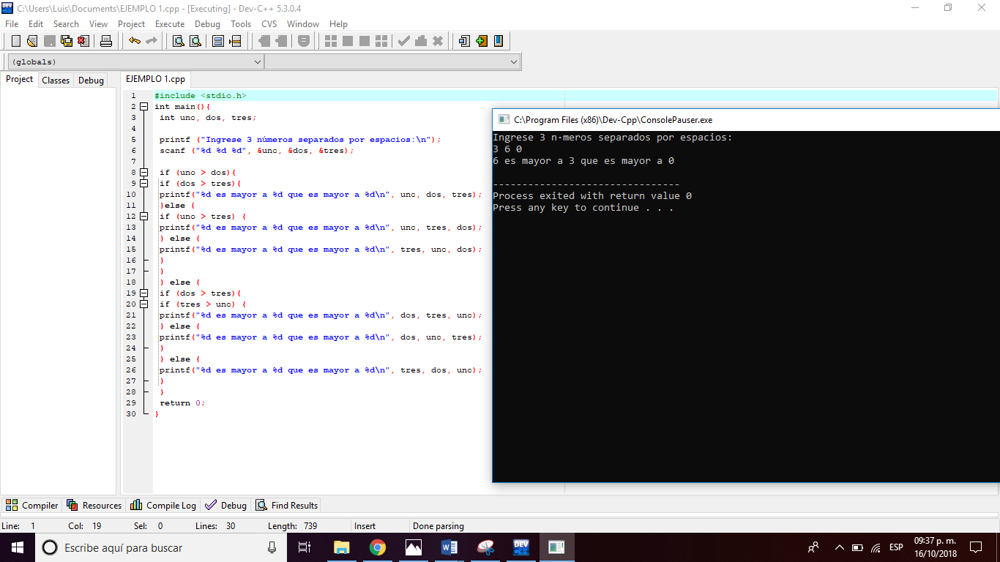 C:\Users\Luis\Documents\EJEMPLO 1.cpp - [Executing] - Dev-C++ 5.3.0.4
File Edit Search View Project Execute Debug Tools CVS Window Help
(globals)
Project Classes Debug EJEMPLO 1.cpp
1 #include <stdio.h>
2 int main(){
3 int uno, dos, tres;
4
5 printf ("Ingrese 3 números separados por espacios:\n");
6 scanf ("%d %d %d", &uno, &dos, &tres);
7
8 if (uno > dos){
9 if (dos > tres){
10 printf("%d es mayor a %d que es mayor a %d\n", uno, dos, tres);
11 }else {
12 if (uno > tres) {
13 printf("%d es mayor a %d que es mayor a %d\n", uno, tres, dos);
14 } else {
15 printf("%d es mayor a %d que es mayor a %d\n", tres, uno, dos);
16 }
17 }
18 } else {
19 if (dos > tres){
20 if (tres > uno) {
21 printf("%d es mayor a %d que es mayor a %d\n", dos, tres, uno);
22 } else {
23 printf("%d es mayor a %d que es mayor a %d\n", dos, uno, tres);
24 }
25 } else {
26 printf("%d es mayor a %d que es mayor a %d\n", tres, dos, uno);
27 }
28 }
29 return 0;
30 }
C:\Program Files (x86)\Dev-Cpp\ConsolePauser.exe
Ingrese 3 n·meros separados por espacios:
3 6 0
6 es mayor a 3 que es mayor a 0
--------------------------------
Process exited with return value 0
Press any key to continue . . .
Compiler Resources Compile Log Debug Find Results
Line: 1 Col: 19 Sel: 0 Lines: 30 Length: 739 Insert Done parsing
Escribe aquí para buscar
DEV
ESP
09:37 p. m.
16/10/2018